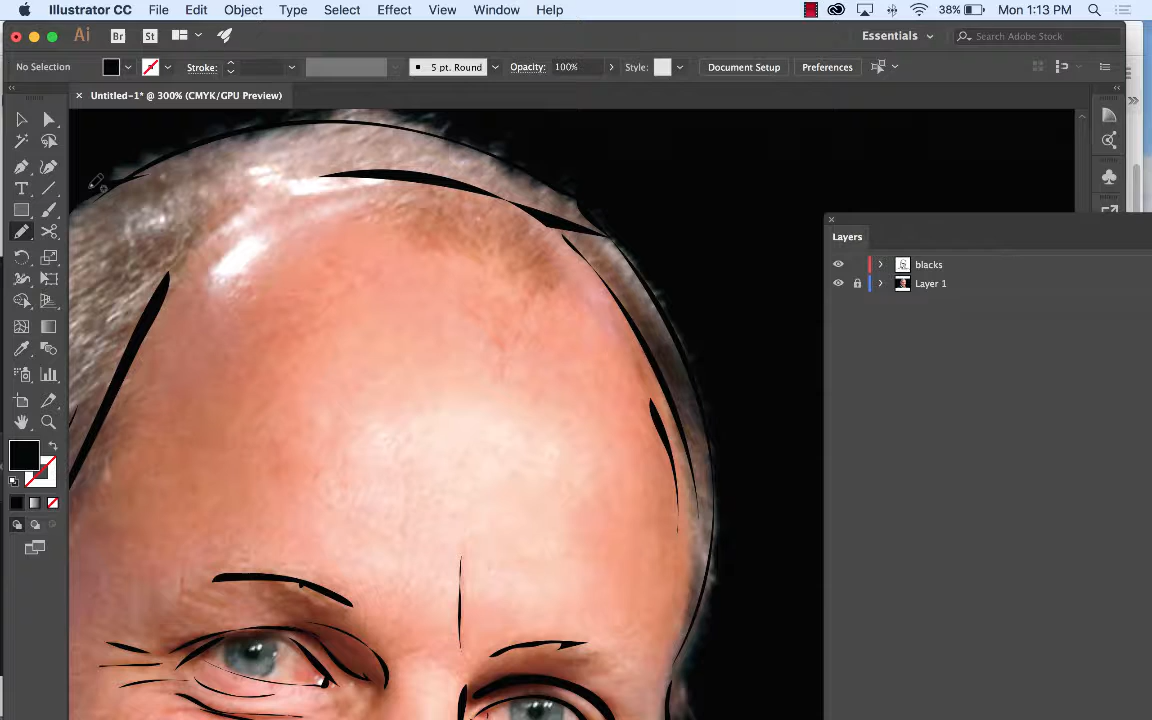 Illustrator CC File Edit Object Type Select Effect View Window Help 38% Mon 1:13 PM
Ai Br St Essentials Search Adobe Stock
No Selection Stroke: 5 pt. Round Opacity: 100% Style: Document Setup Preferences
× Untitled-1* @ 300% (CMYK/GPU Preview)
Layers
blacks
Layer 1